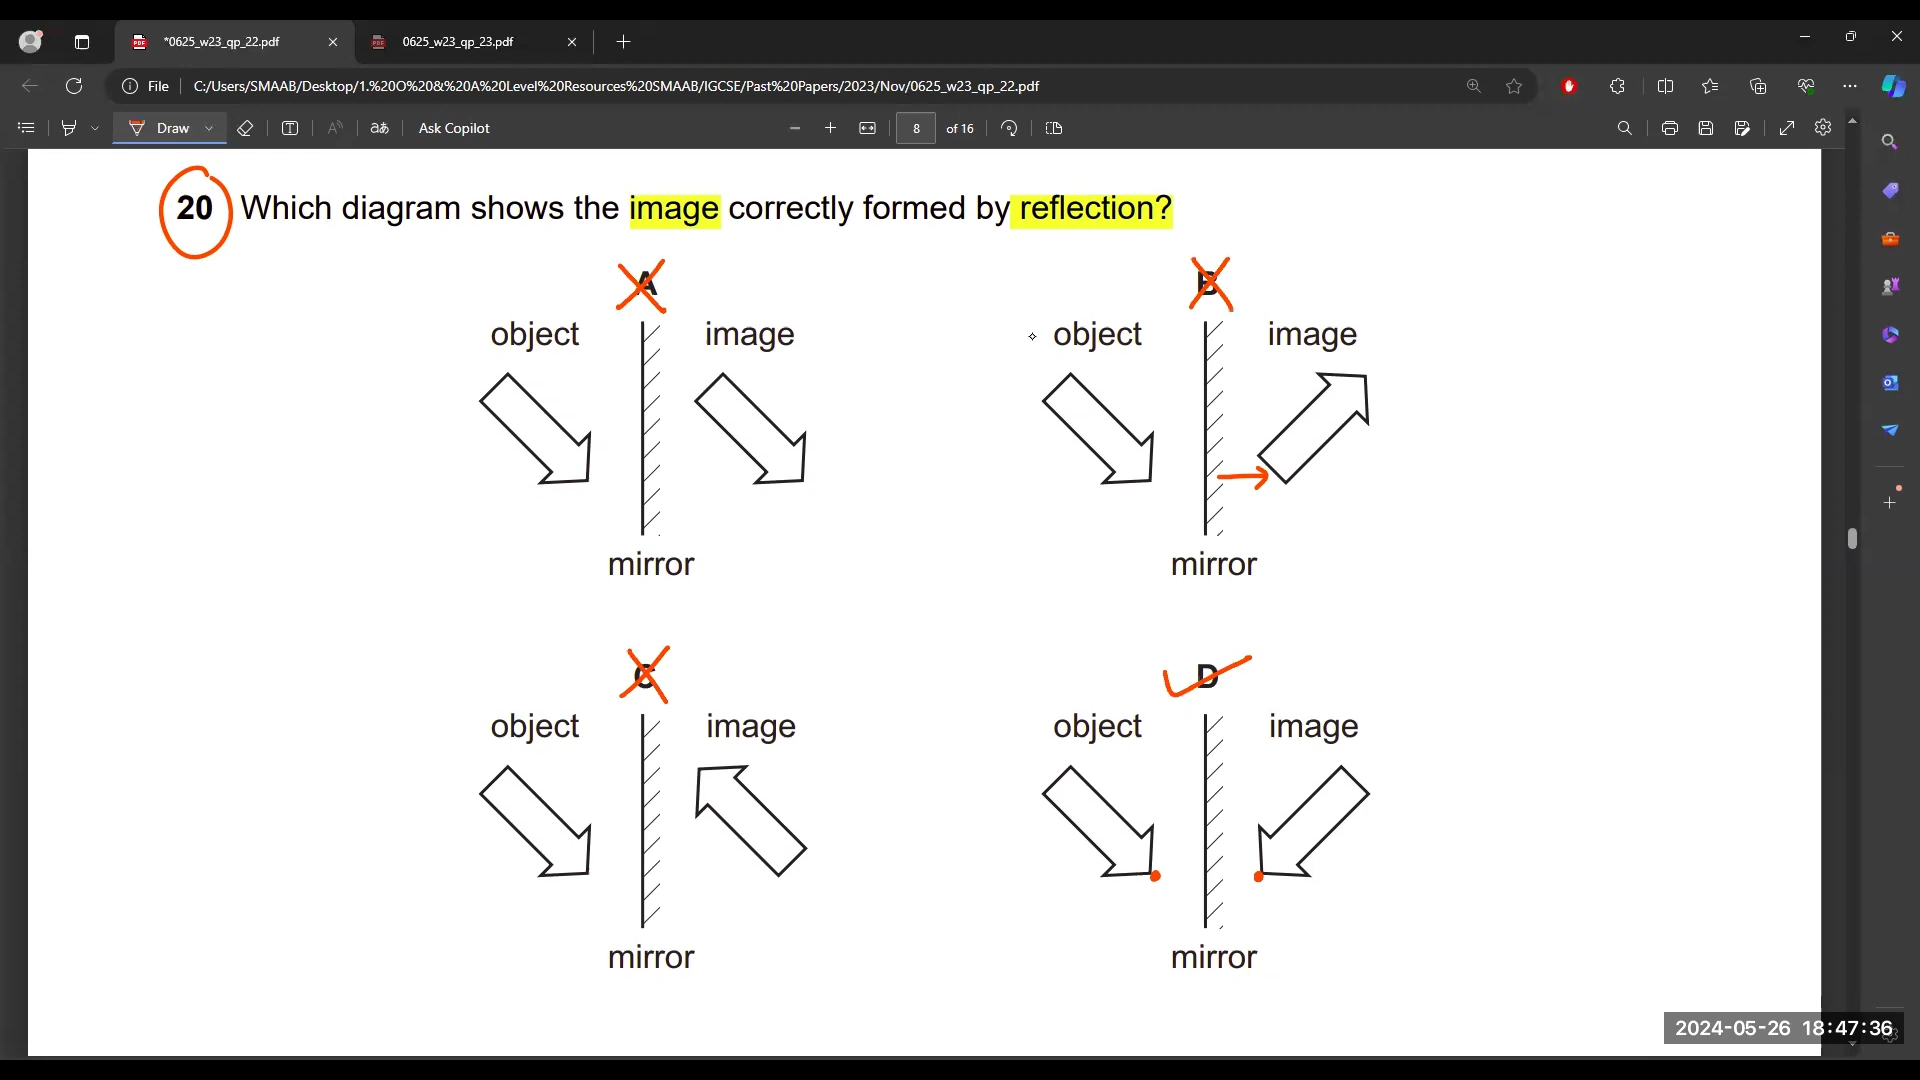 *0625_w23_qp_22.pdf
0625_w23_qp_23.pdf
File
C:/Users/SMAAB/Desktop/1.%20O%20&%20A%20Level%20Resources%20SMAAB/IGCSE/Past%20Papers/2023/Nov/0625_w23_qp_22.pdf
Draw
aあ
Ask Copilot
8 of 16
20 Which diagram shows the image correctly formed by reflection?
A
B
object
image
object
image
mirror
mirror
C
D
object
image
object
image
mirror
mirror
2024-05-26 18:47:36